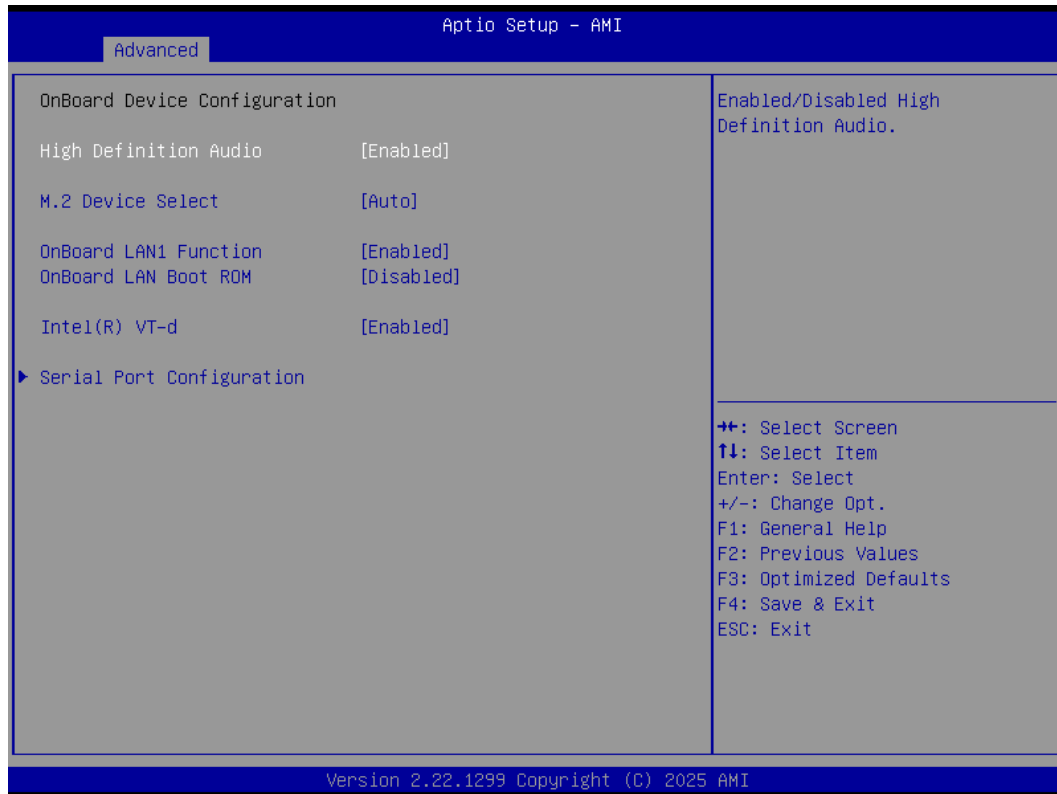 Aptio Setup – AMI
Advanced
OnBoard Device Configuration
High Definition Audio [Enabled]
M.2 Device Select [Auto]
OnBoard LAN1 Function [Enabled]
OnBoard LAN Boot ROM [Disabled]
Intel(R) VT-d [Enabled]
▶ Serial Port Configuration
Enabled/Disabled High
Definition Audio.
→←: Select Screen
↑↓: Select Item
Enter: Select
+/-: Change Opt.
F1: General Help
F2: Previous Values
F3: Optimized Defaults
F4: Save & Exit
ESC: Exit
Version 2.22.1299 Copyright (C) 2025 AMI